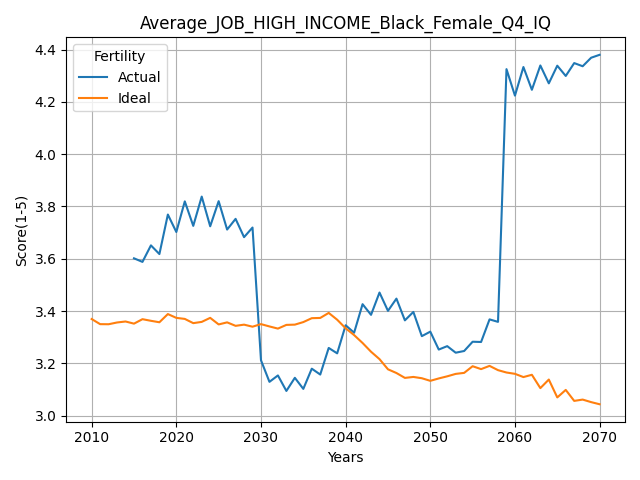 Average_JOB_HIGH_INCOME_Black_Female_Q4_IQ
Fertility
Actual
Ideal
Score(1-5)
4.4
4.2
4.0
3.8
3.6
3.4
3.2
3.0
2010 2020 2030 2040 2050 2060 2070
Years